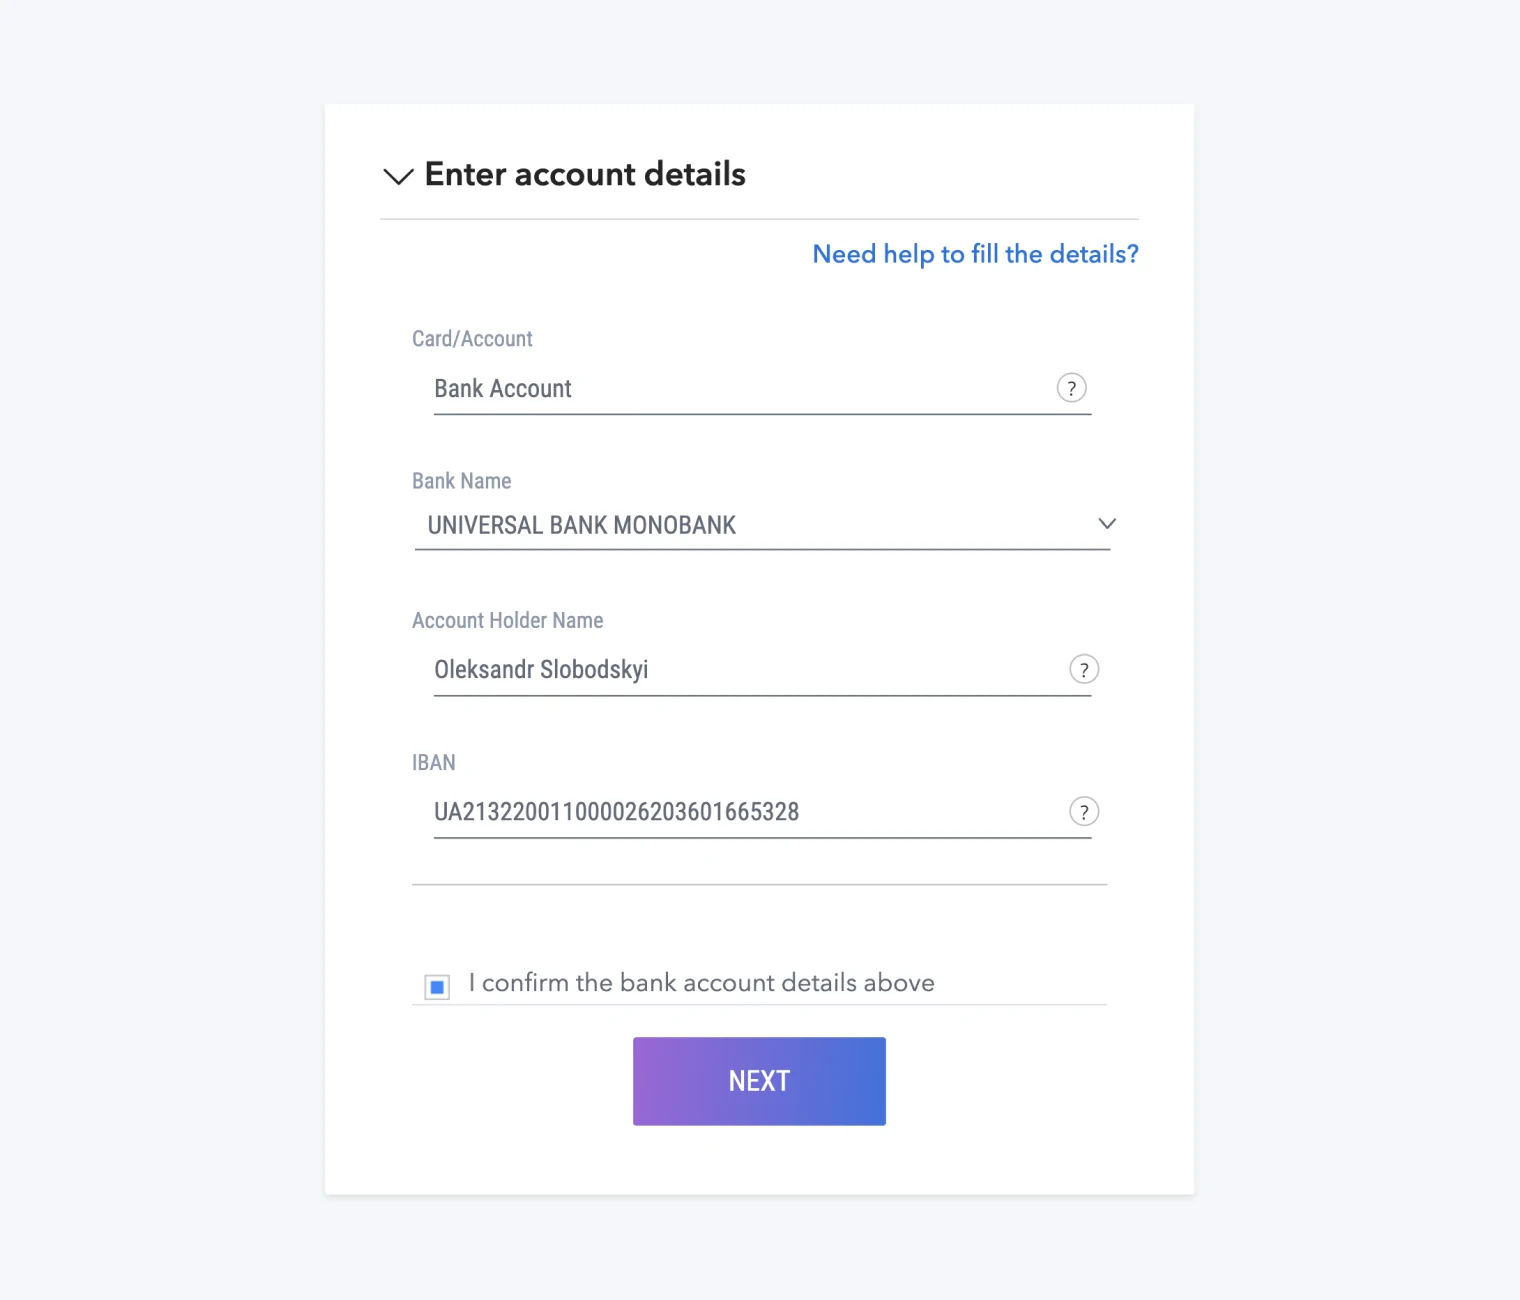 Enter account details
Need help to fill the details?
Card/Account
Bank Account
?
Bank Name
UNIVERSAL BANK MONOBANK
Account Holder Name
Oleksandr Slobodskyi
?
IBAN
UA213220011000026203601665328
?
I confirm the bank account details above
NEXT